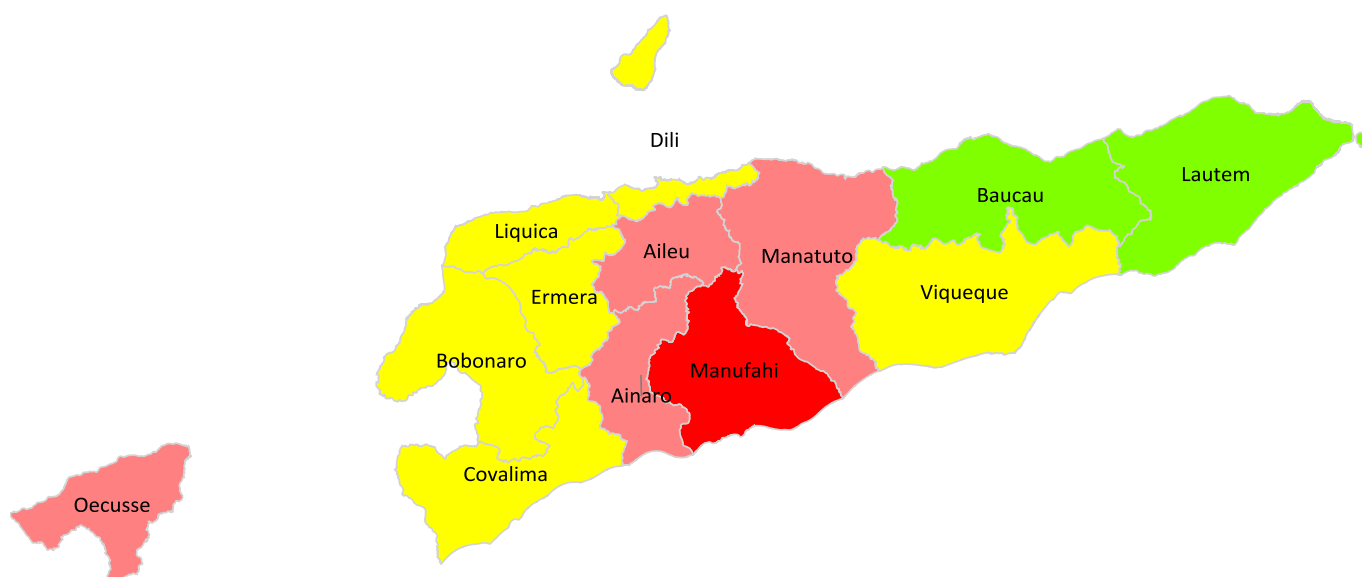 Dili
Lautem
Baucau
Liquica
Aileu
Manatuto
Viqueque
Ermera
Bobonaro
Manufahi
Ainaro
Covalima
Oecusse